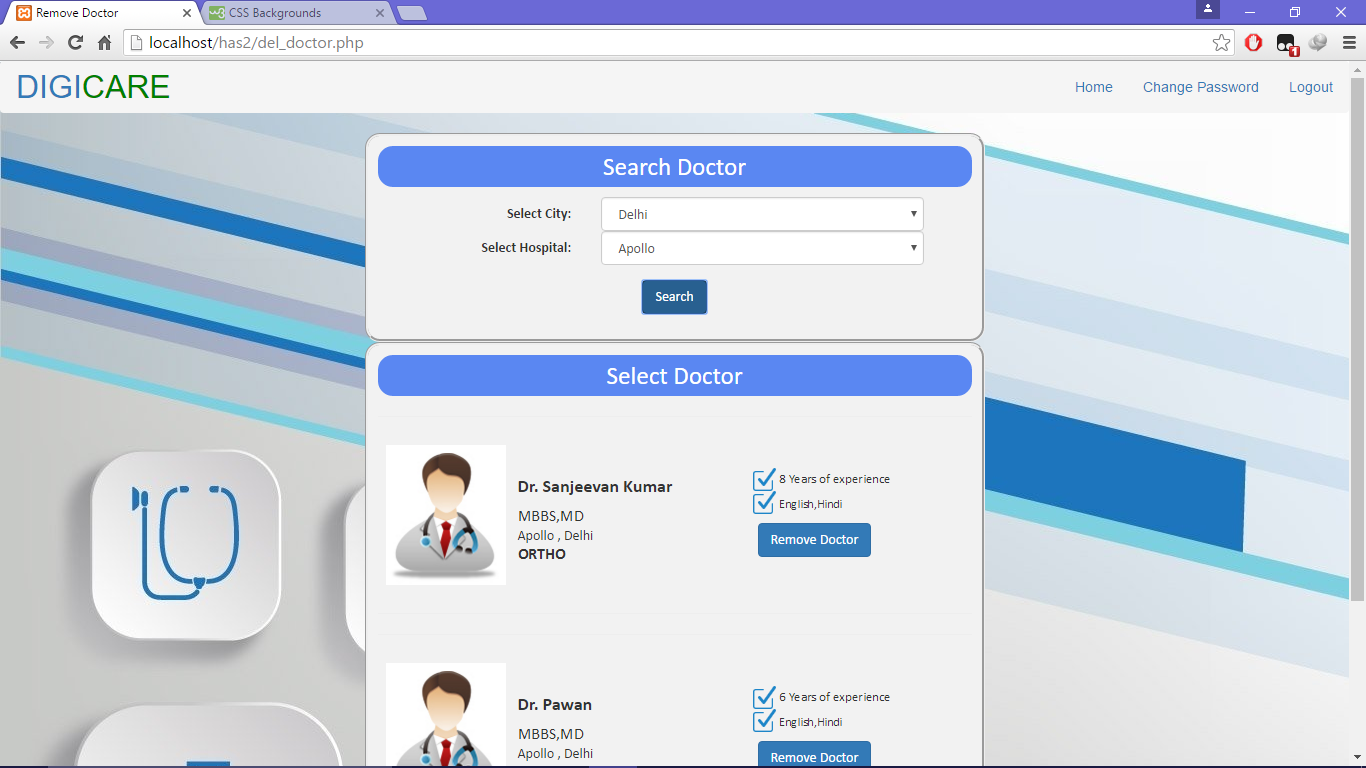 Remove Doctor
CSS Backgrounds
localhost/has2/del_doctor.php
1
DIGICARE
Home
Change Password
Logout
Search Doctor
Select City:
Delhi
Select Hospital:
Apollo
Search
Select Doctor
Dr. Sanjeevan Kumar
MBBS,MD
Apollo , Delhi
ORTHO
8 Years of experience
English,Hindi
Remove Doctor
Dr. Pawan
MBBS,MD
Apollo , Delhi
6 Years of experience
English,Hindi
Remove Doctor